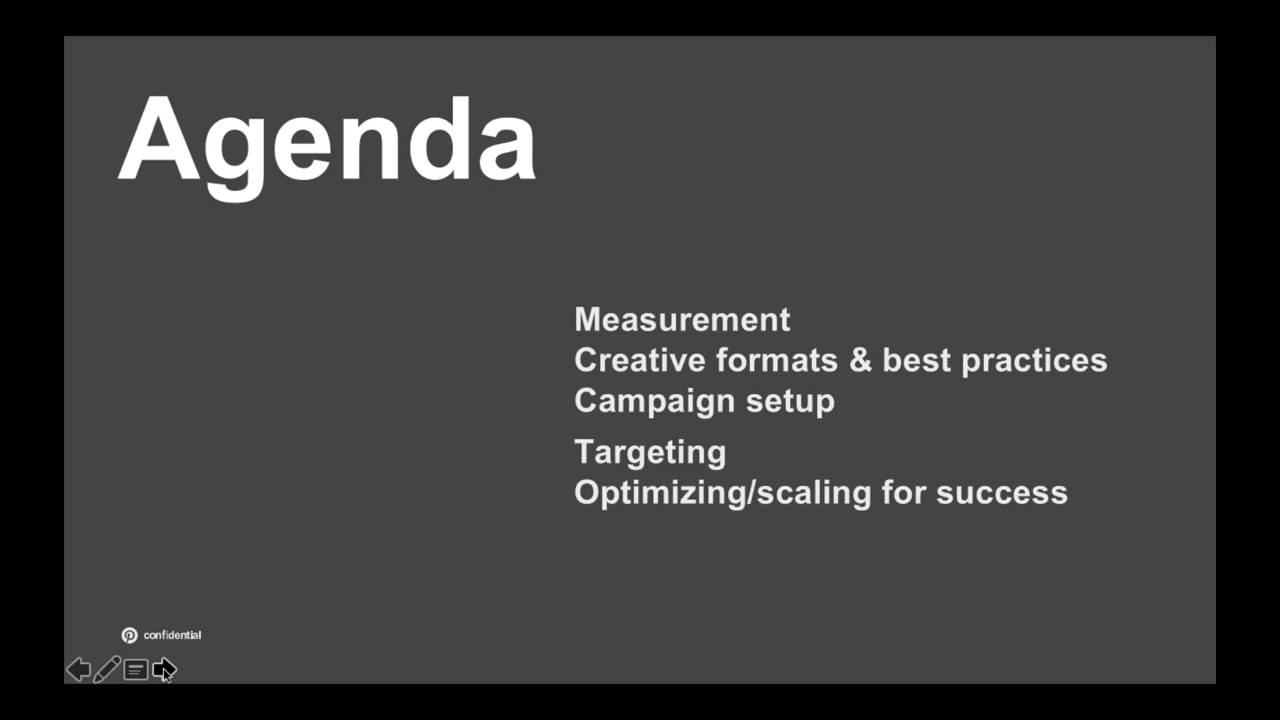 Agenda
Measurement
Creative formats & best practices
Campaign setup
Targeting
Optimizing/scaling for success
confidential